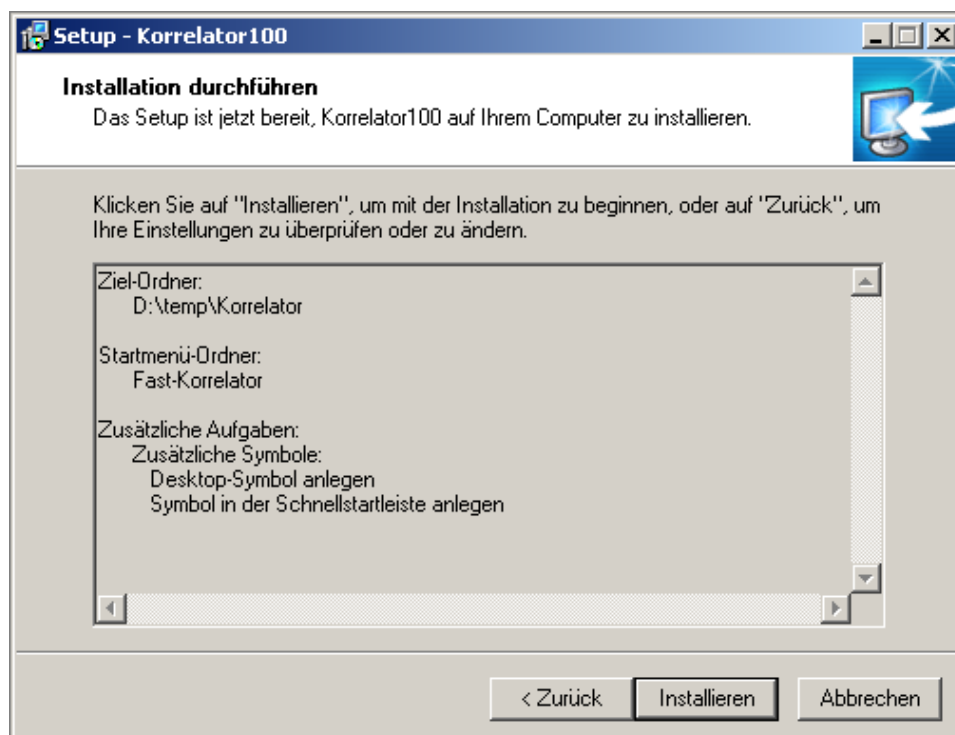 Setup - Korrelator100
Installation durchführen
Das Setup ist jetzt bereit, Korrelator100 auf Ihrem Computer zu installieren.
Klicken Sie auf "Installieren", um mit der Installation zu beginnen, oder auf "Zurück", um
Ihre Einstellungen zu überprüfen oder zu ändern.
Ziel-Ordner:
D:\temp\Korrelator
Startmenü-Ordner:
Fast-Korrelator
Zusätzliche Aufgaben:
Zusätzliche Symbole:
Desktop-Symbol anlegen
Symbol in der Schnellstartleiste anlegen
< Zurück
Installieren
Abbrechen